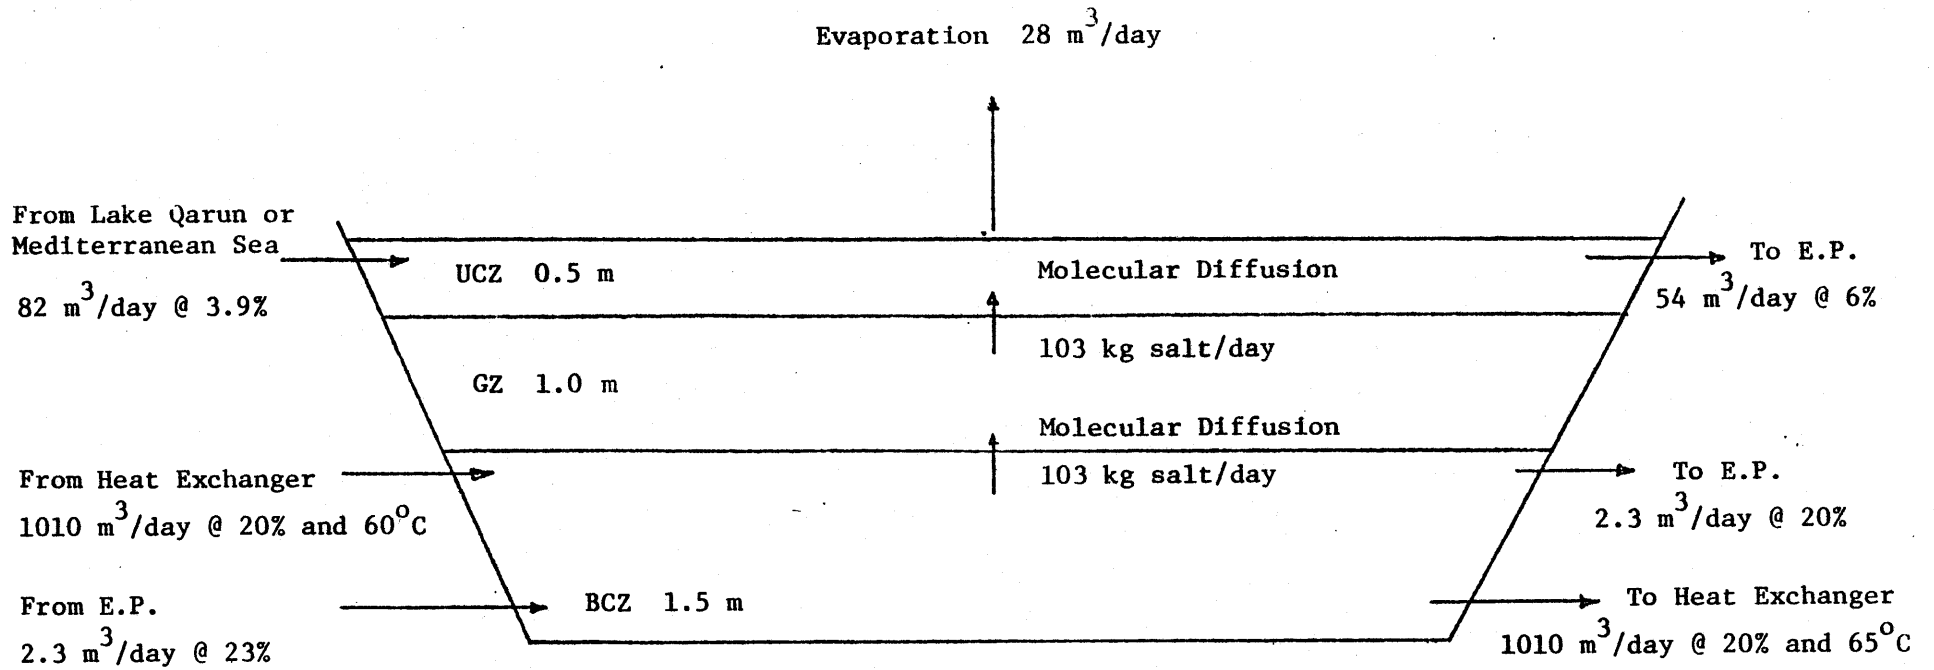 Evaporation 28 m³/day
From Lake Qarun or
Mediterranean Sea
82 m³/day @ 3.9%
UCZ 0.5 m
Molecular Diffusion
To E.P.
54 m³/day @ 6%
103 kg salt/day
GZ 1.0 m
Molecular Diffusion
103 kg salt/day
From Heat Exchanger
1010 m³/day @ 20% and 60°C
To E.P.
2.3 m³/day @ 20%
From E.P.
2.3 m³/day @ 23%
BCZ 1.5 m
To Heat Exchanger
1010 m³/day @ 20% and 65°C